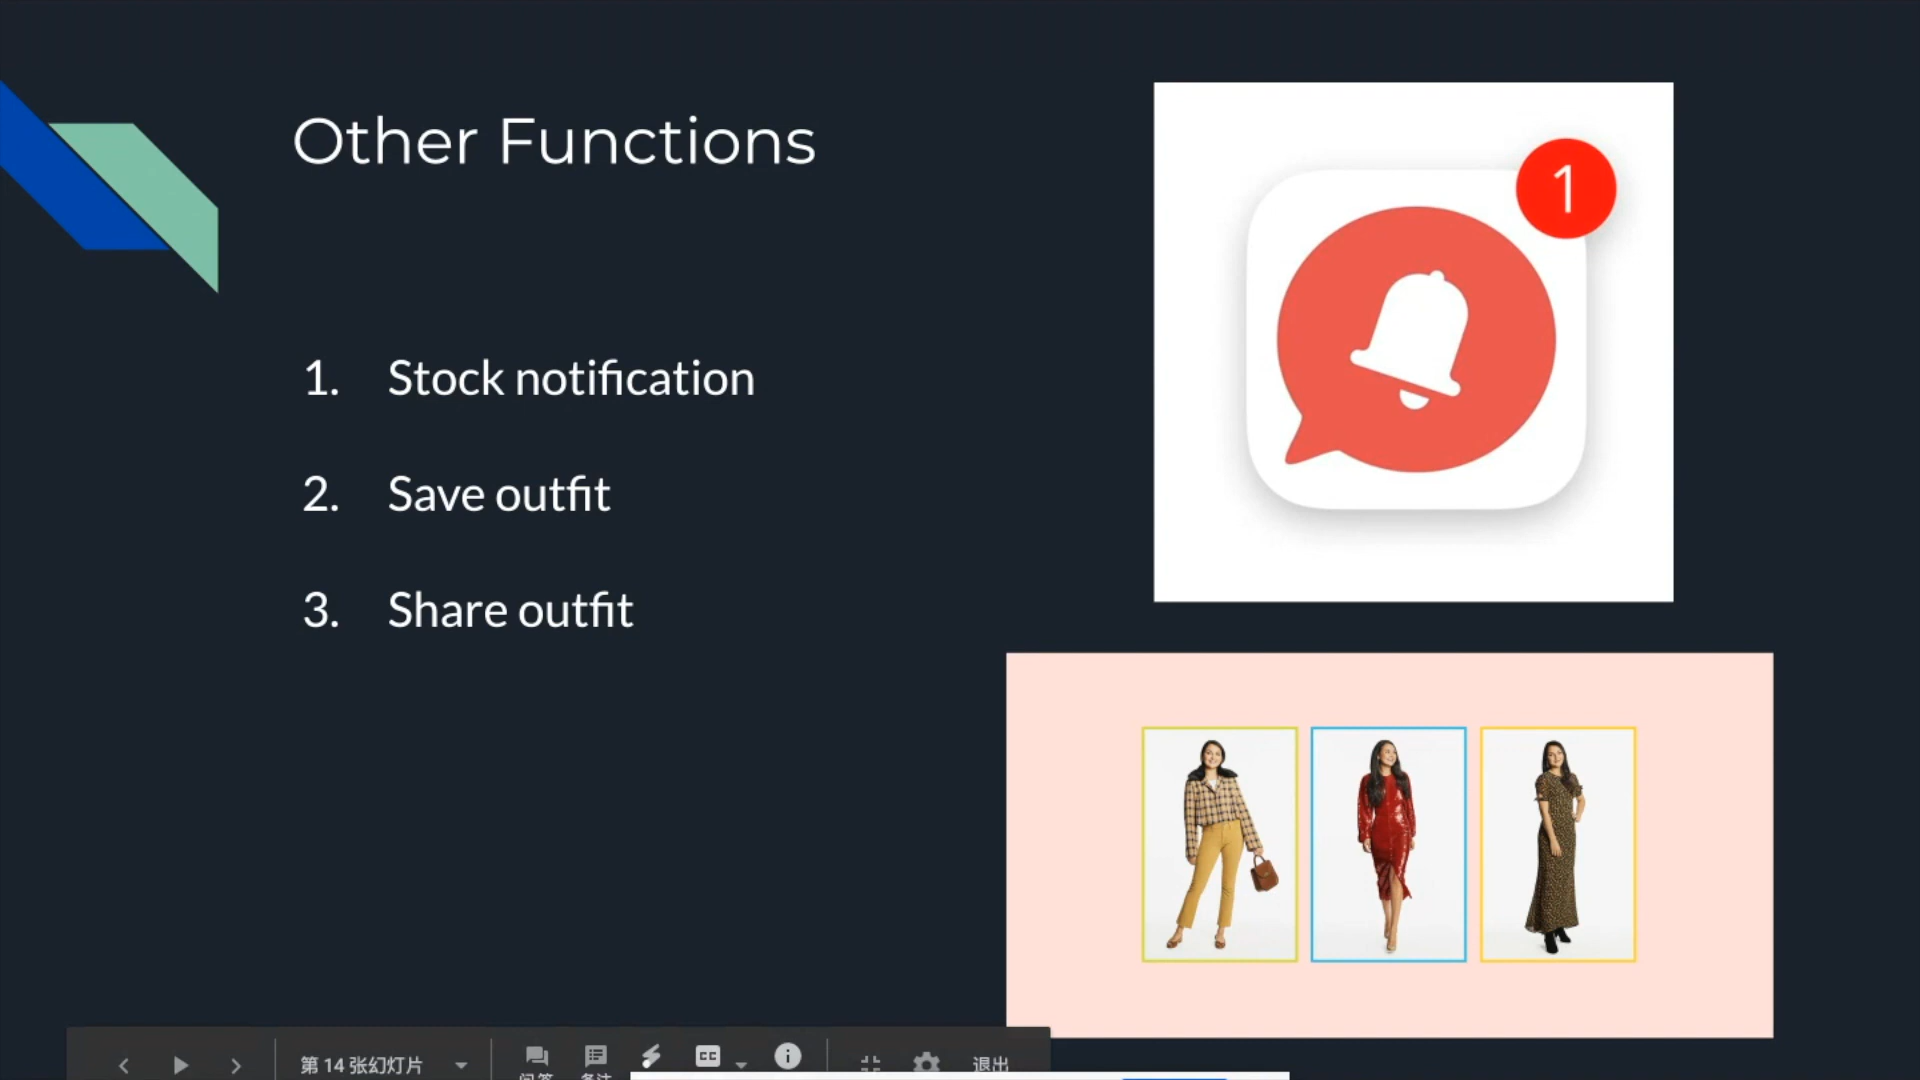 Other Functions
1
1. Stock notification
2. Save outfit
3. Share outfit
第 14 张幻灯片
CC
退出